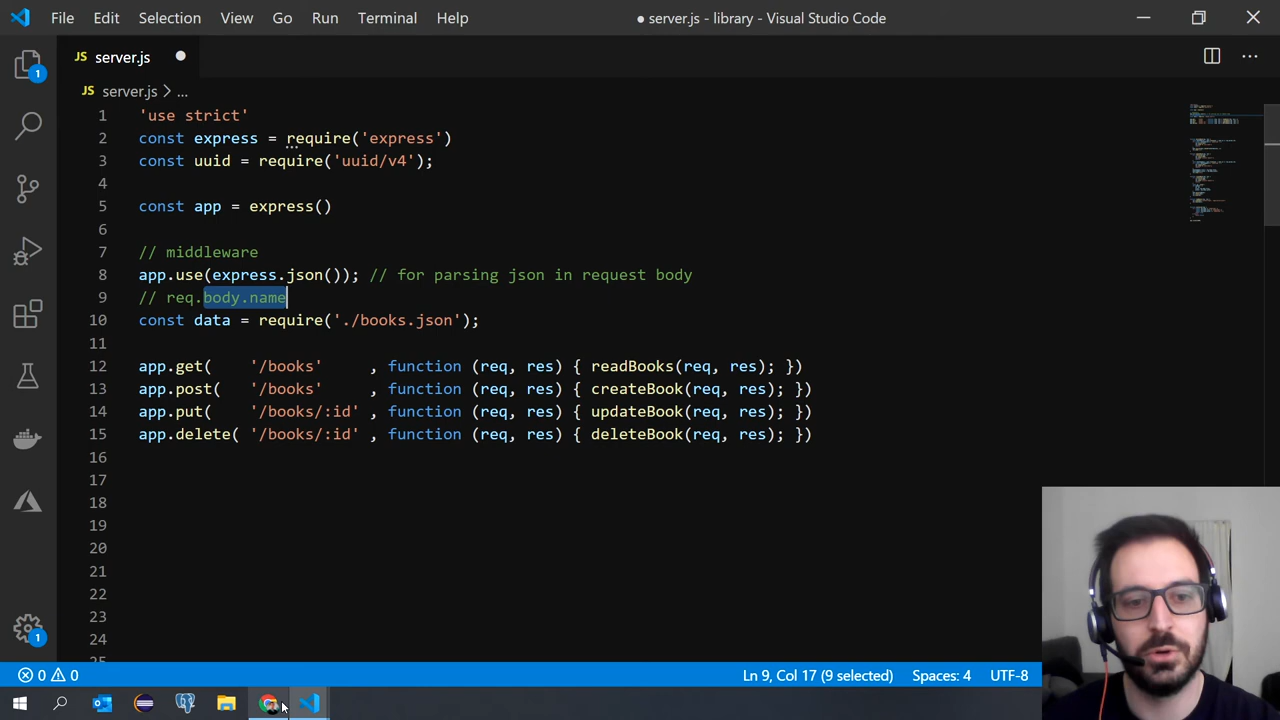 File Edit Selection View Go Run Terminal Help ● server.js - library - Visual Studio Code
JS server.js ●
JS server.js > ...
1 'use strict'
2 const express = require('express')
3 const uuid = require('uuid/v4');
4
5 const app = express()
6
7 // middleware
8 app.use(express.json()); // for parsing json in request body
9 // req.body.name
10 const data = require('./books.json');
11
12 app.get( '/books' , function (req, res) { readBooks(req, res); })
13 app.post( '/books' , function (req, res) { createBook(req, res); })
14 app.put( '/books/:id' , function (req, res) { updateBook(req, res); })
15 app.delete( '/books/:id' , function (req, res) { deleteBook(req, res); })
16
17
18
19
20
21
22
23
24
25
1
1
0 0 Ln 9, Col 17 (9 selected) Spaces: 4 UTF-8